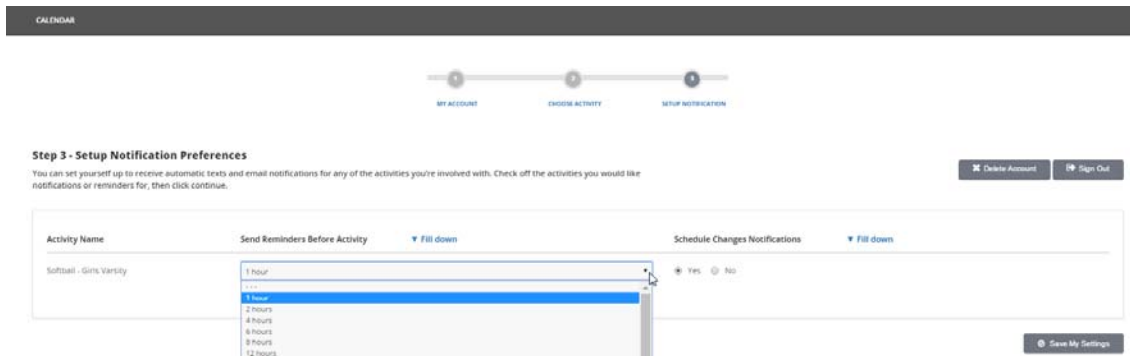 CALENDAR
1 2 3
MY ACCOUNT CHOOSE ACTIVITY SETUP NOTIFICATION
Step 3 - Setup Notification Preferences
You can set yourself up to receive automatic texts and email notifications for any of the activities you're involved with. Check off the activities you would like
notifications or reminders for, then click continue.
Delete Account Sign Out
Activity Name Send Reminders Before Activity Fill down Schedule Changes Notifications Fill down
Softball - Girls Varsity 1 hour Yes No
---
1 hour
2 hours
4 hours
6 hours
8 hours
12 hours
Save My Settings